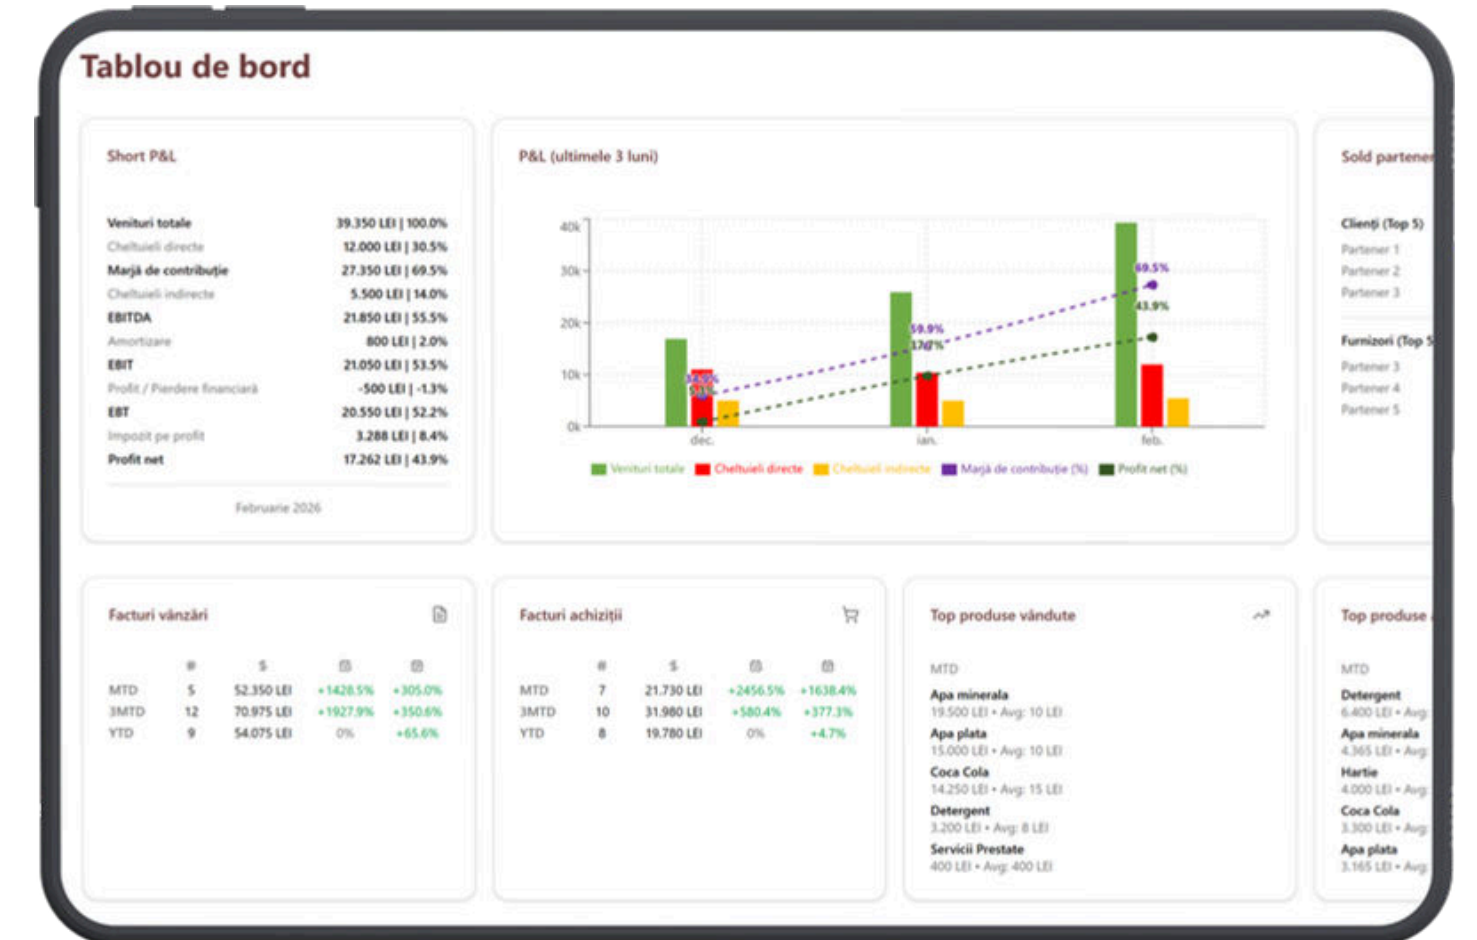 Tablou de bord
Short P&L
Venituri totale 39.350 LEI | 100.0%
Cheltuieli directe 12.000 LEI | 30.5%
Marjă de contribuție 27.350 LEI | 69.5%
Cheltuieli indirecte 5.500 LEI | 14.0%
EBITDA 21.850 LEI | 55.5%
Amortizare 800 LEI | 2.0%
EBIT 21.050 LEI | 53.5%
Profit / Pierdere financiară -500 LEI | -1.3%
EBT 20.550 LEI | 52.2%
Impozit pe profit 3.288 LEI | 8.4%
Profit net 17.262 LEI | 43.9%
Februarie 2026
P&L (ultimele 3 luni)
40k
30k
20k
10k
0k
69.5%
43.9%
59.9%
37.7%
34.9%
dec. ian. feb.
Venituri totale Cheltuieli directe Cheltuieli indirecte Marjă de contribuție (%) Profit net (%)
Sold partener
Clienți (Top 5)
Partener 1
Partener 2
Partener 3
Furnizori (Top 5
Partener 3
Partener 4
Partener 5
Facturi vânzări
# $
MTD 5 52.350 LEI +1428.5% +305.0%
3MTD 12 70.975 LEI +1927.9% +350.6%
YTD 9 54.075 LEI 0% +65.6%
Facturi achiziții
# $
MTD 7 21.730 LEI +2456.5% +1638.4%
3MTD 10 31.980 LEI +580.4% +377.3%
YTD 8 19.780 LEI 0% +4.7%
Top produse vândute
MTD
Apa minerala
19.500 LEI • Avg: 10 LEI
Apa plata
15.000 LEI • Avg: 10 LEI
Coca Cola
14.250 LEI • Avg: 15 LEI
Detergent
3.200 LEI • Avg: 8 LEI
Servicii Prestate
400 LEI • Avg: 400 LEI
Top produse
MTD
Detergent
6.400 LEI • Avg:
Apa minerala
4.365 LEI • Avg:
Hartie
4.000 LEI • Avg:
Coca Cola
3.300 LEI • Avg:
Apa plata
3.165 LEI • Avg: